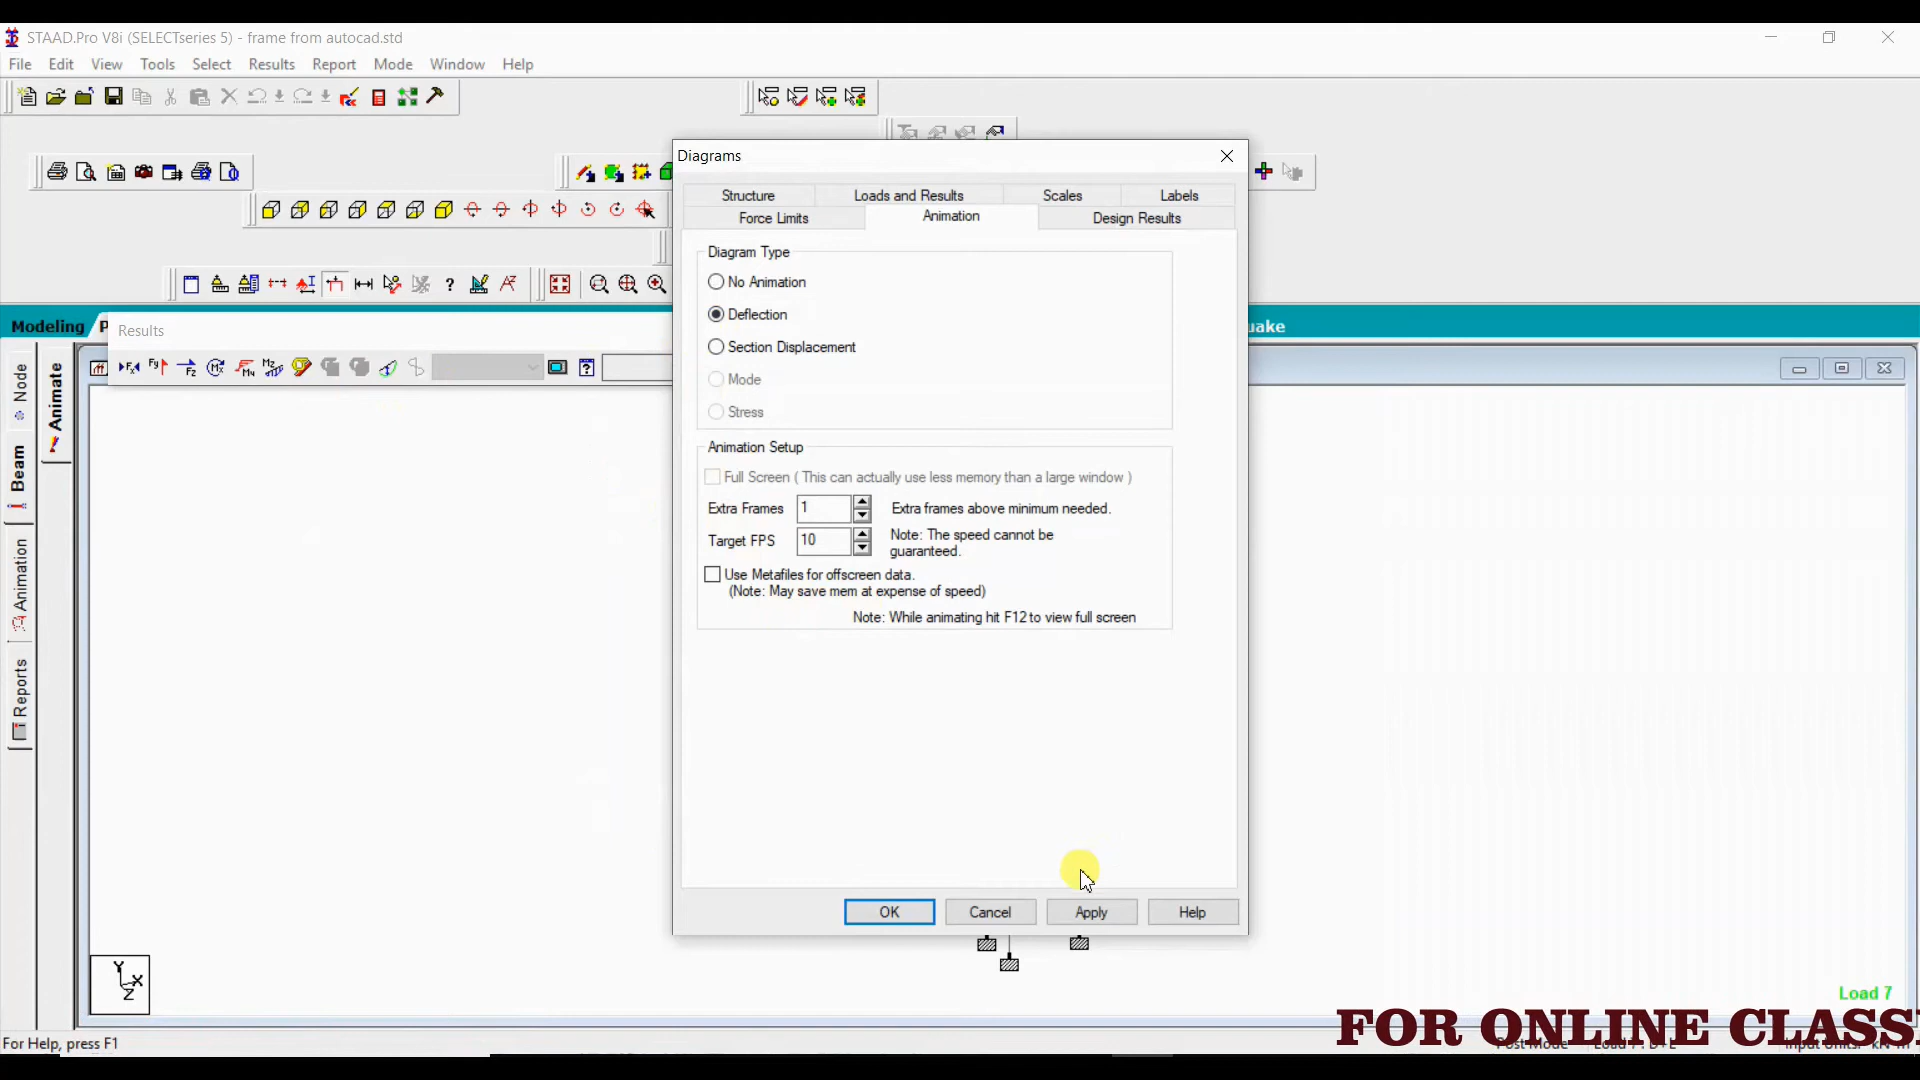 STAAD.Pro V8i (SELECTseries 5) - frame from autocad.std
File Edit View Tools Select Results Report Mode Window Help
Diagrams
Structure Loads and Results Scales Labels
Force Limits Animation Design Results
Diagram Type
No Animation
Deflection
Section Displacement
Mode
Stress
Animation Setup
Full Screen ( This can actually use less memory than a large window )
Extra Frames 1 Extra frames above minimum needed.
Target FPS 10 Note: The speed cannot be
guaranteed.
Use Metafiles for offscreen data.
(Note: May save mem at expense of speed)
Note: While animating hit F12 to view full screen
OK Cancel Apply Help
Modeling
Results
uake
Node
Beam
Animation
Reports
Animate
Y
X
Z
Load 7
FOR ONLINE CLASS
For Help, press F1